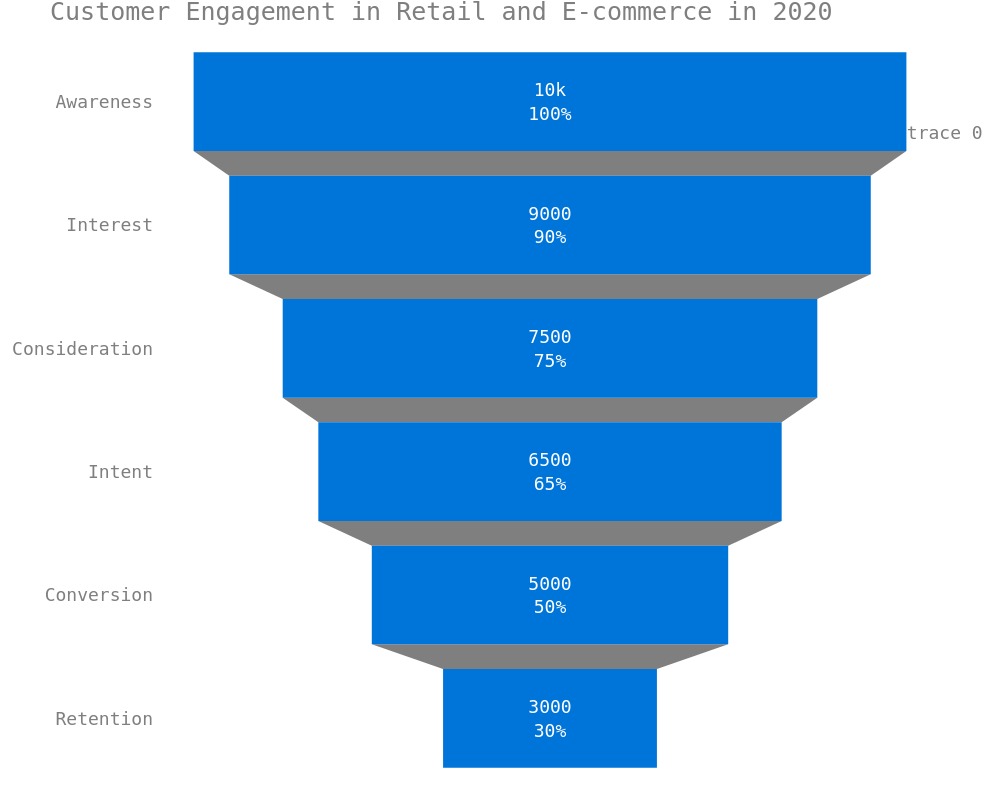 Customer Engagement in Retail and E-commerce in 2020
Awareness
10k
100%
trace 0
Interest
9000
90%
Consideration
7500
75%
Intent
6500
65%
Conversion
5000
50%
Retention
3000
30%